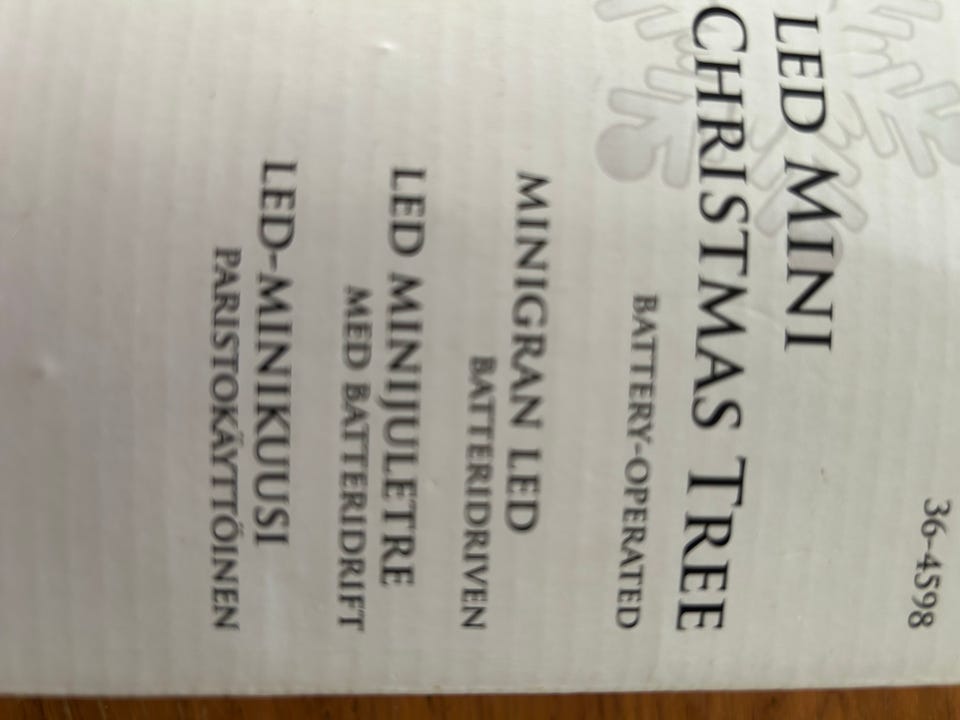 36-4598
LED MINI
CHRISTMAS TREE
BATTERY-OPERATED
MINIGRAN LED
BATTERIDRIVEN
LED MINIJULETRE
MED BATTERIDRIFT
LED-MINIKUUSI
PARISTOKÄYTTÖINEN